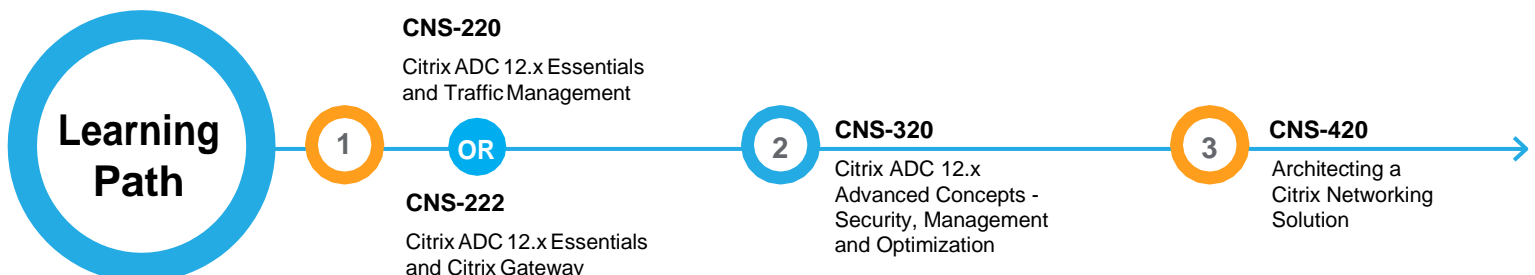 Learning
Path
1
CNS-220
Citrix ADC 12.x Essentials
and Traffic Management
OR
CNS-222
Citrix ADC 12.x Essentials
and Citrix Gateway
2
CNS-320
Citrix ADC 12.x
Advanced Concepts -
Security, Management
and Optimization
3
CNS-420
Architecting a
Citrix Networking
Solution